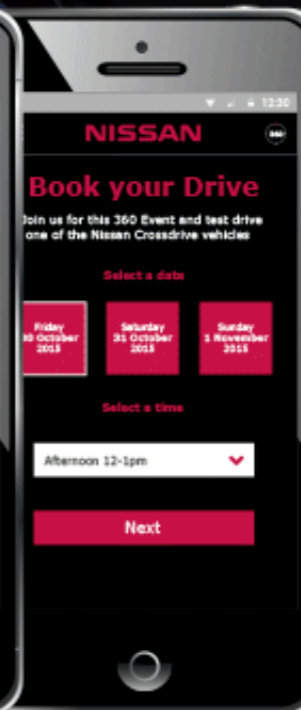 12:30
NISSAN
360
Book your Drive
Join us for this 360 Event and test drive
one of the Nissan Crossdrive vehicles
Select a date
Friday
30 October
2015
Saturday
31 October
2015
Sunday
1 November
2015
Select a time
Afternoon 12-1pm
Next